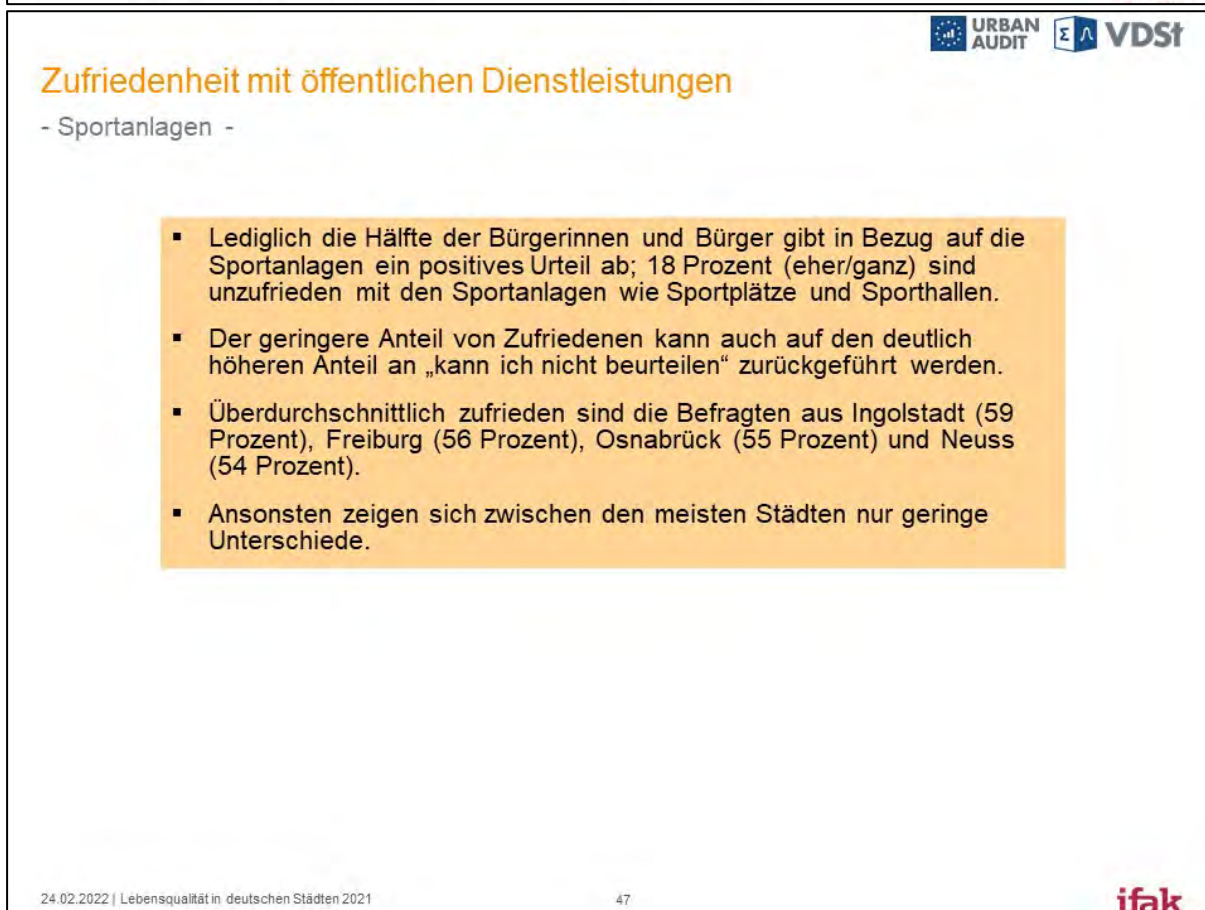 URBAN AUDIT Σ VDSt
Zufriedenheit mit öffentlichen Dienstleistungen
- Sportanlagen -
▪ Lediglich die Hälfte der Bürgerinnen und Bürger gibt in Bezug auf die
Sportanlagen ein positives Urteil ab; 18 Prozent (eher/ganz) sind
unzufrieden mit den Sportanlagen wie Sportplätze und Sporthallen.
▪ Der geringere Anteil von Zufriedenen kann auch auf den deutlich
höheren Anteil an „kann ich nicht beurteilen“ zurückgeführt werden.
▪ Überdurchschnittlich zufrieden sind die Befragten aus Ingolstadt (59
Prozent), Freiburg (56 Prozent), Osnabrück (55 Prozent) und Neuss
(54 Prozent).
▪ Ansonsten zeigen sich zwischen den meisten Städten nur geringe
Unterschiede.
24.02.2022 | Lebensqualität in deutschen Städten 2021 47 ifak